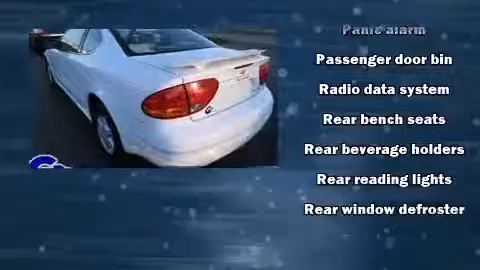 Panic alarm
Passenger door bin
Radio data system
Rear bench seats
Rear beverage holders
Rear reading lights
Rear window defroster